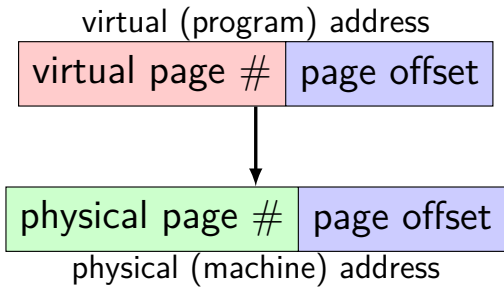 virtual (program) address
virtual page # page offset
physical page # page offset
physical (machine) address